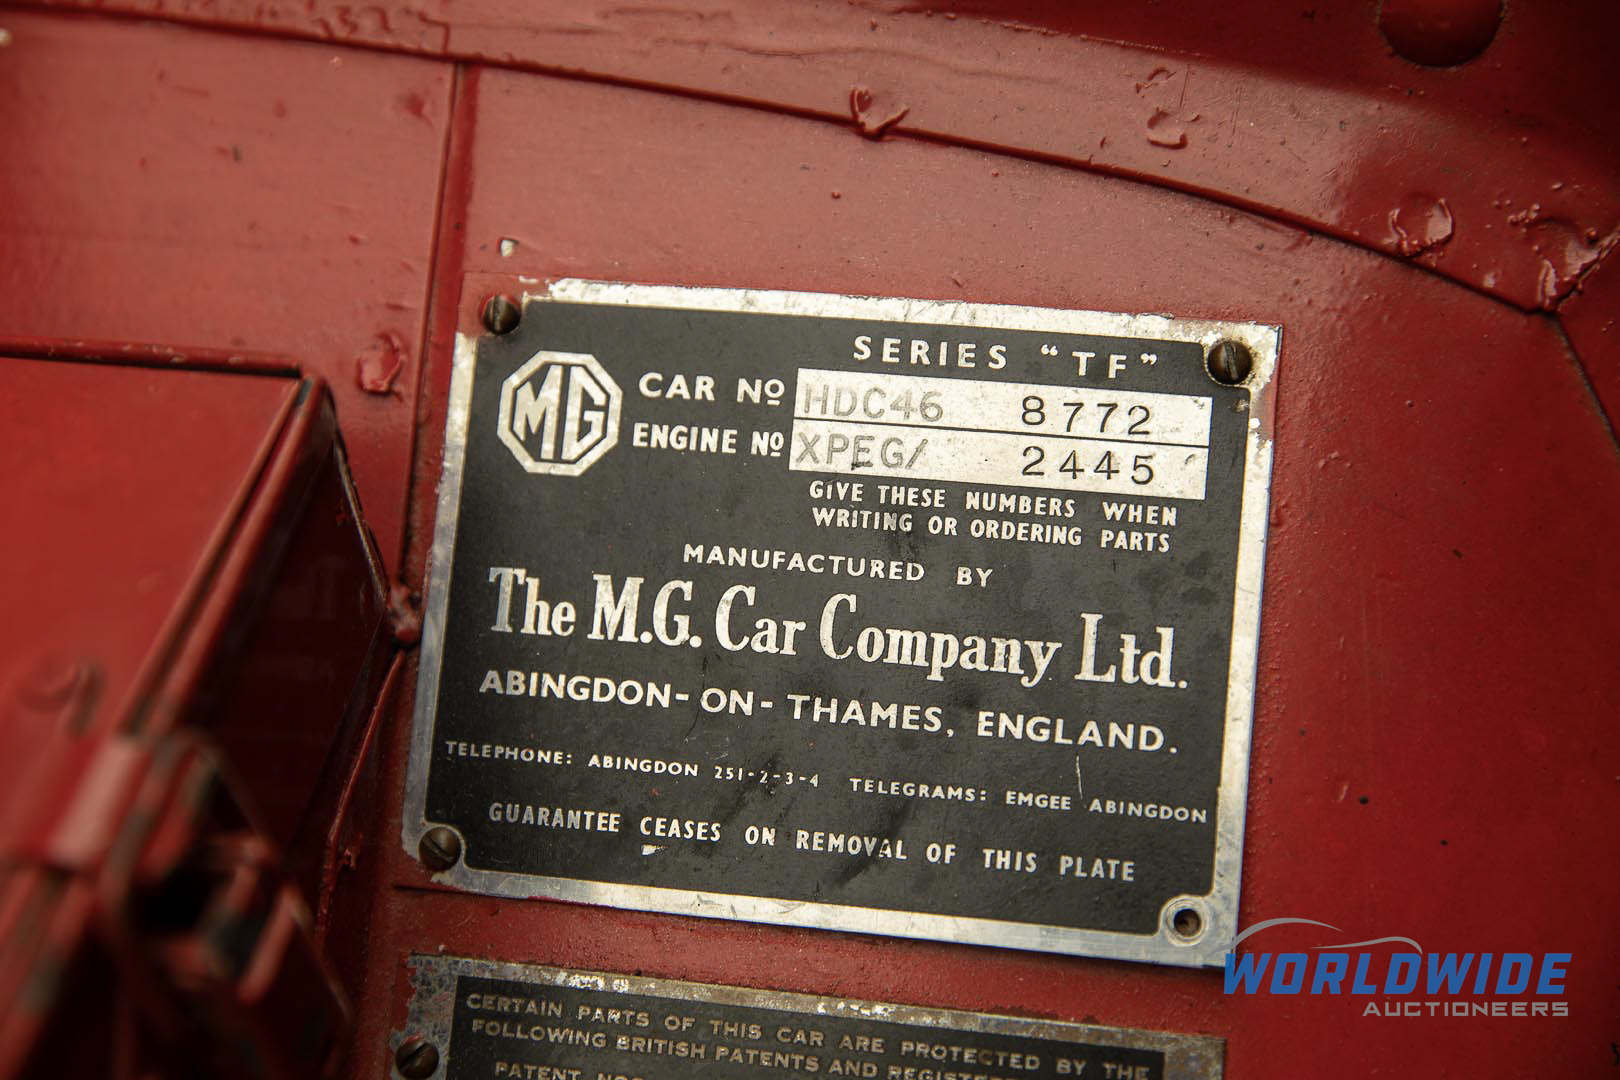 SERIES "TF"
MG
CAR Nº HDC46 8772
ENGINE Nº XPEG/ 2445
GIVE THESE NUMBERS WHEN
WRITING OR ORDERING PARTS
MANUFACTURED BY
The M.G. Car Company Ltd.
ABINGDON-ON-THAMES, ENGLAND.
TELEPHONE: ABINGDON 251-2-3-4 TELEGRAMS: EMGEE ABINGDON
GUARANTEE CEASES ON REMOVAL OF THIS PLATE
WORLDWIDE
AUCTIONEERS
CERTAIN PARTS OF THIS CAR ARE PROTECTED BY THE
FOLLOWING BRITISH PATENTS AND
PATENT